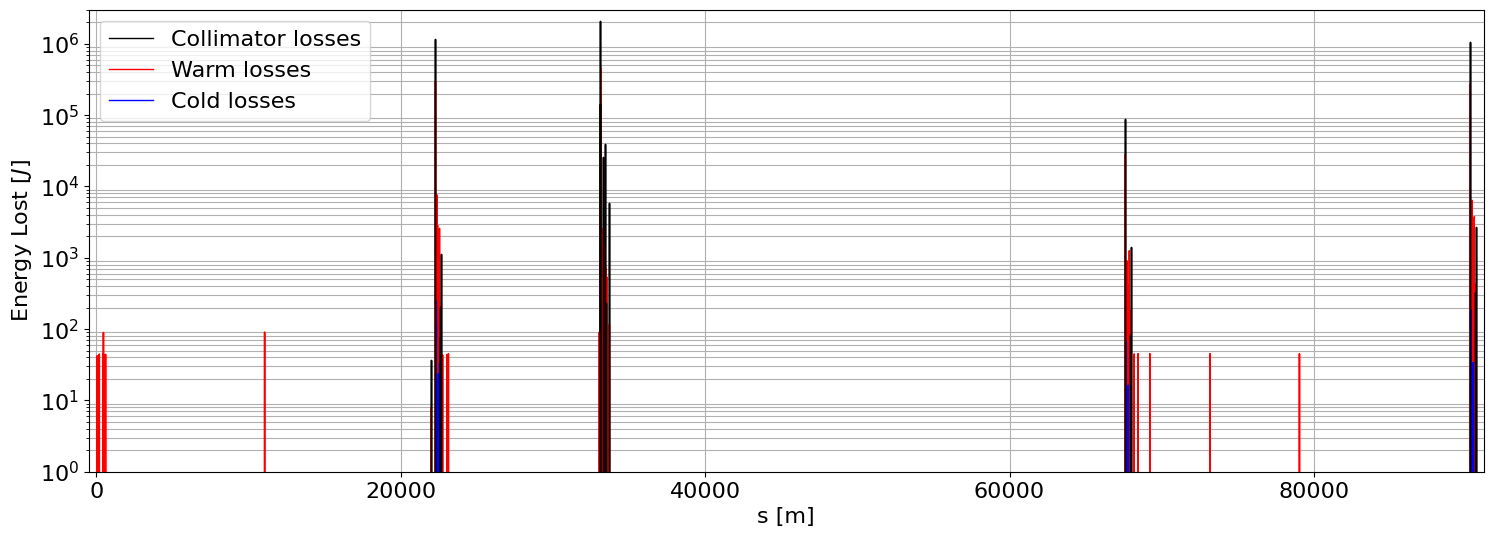 Collimator losses
Warm losses
Cold losses
Energy Lost [J]
10^6
10^5
10^4
10^3
10^2
10^1
10^0
0 20000 40000 60000 80000
s [m]